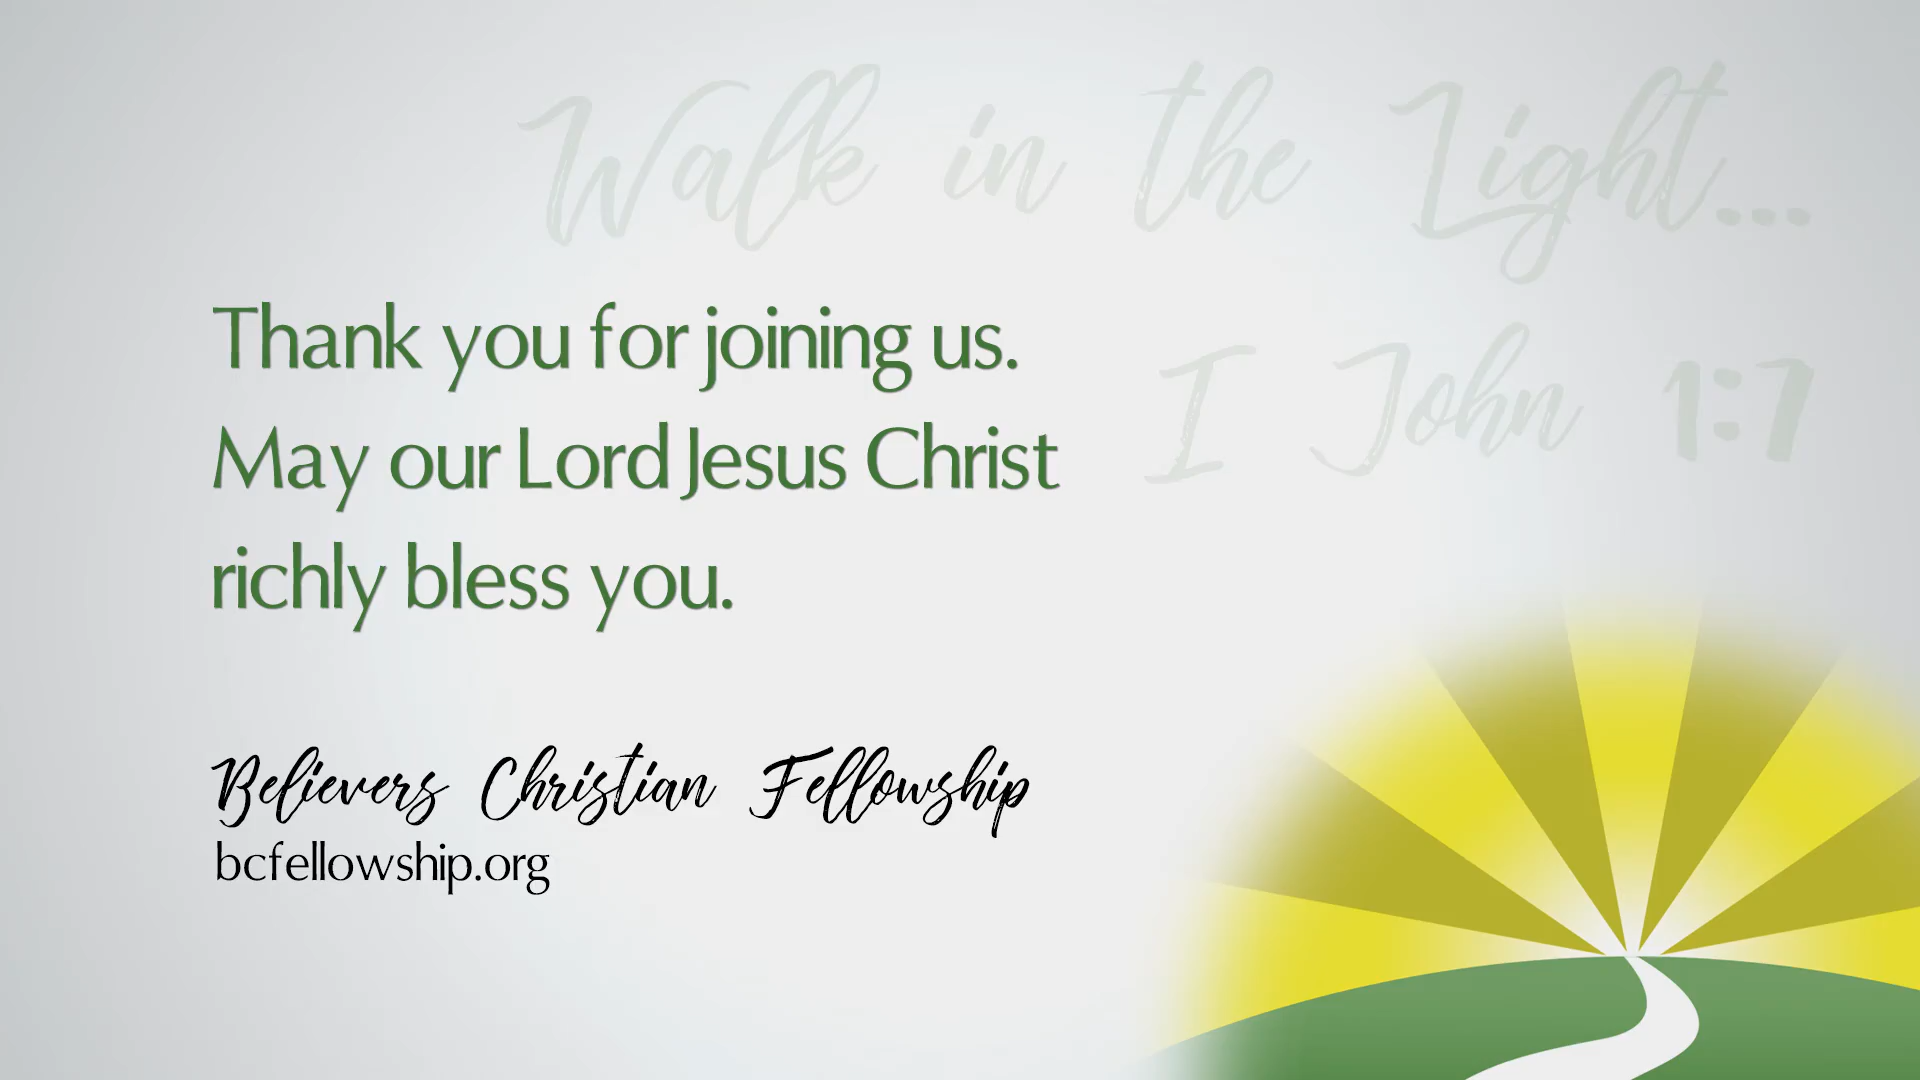 Walk in the Light...
I John 1:7
Thank you for joining us.
May our Lord Jesus Christ
richly bless you.
Believers Christian Fellowship
bcfellowship.org